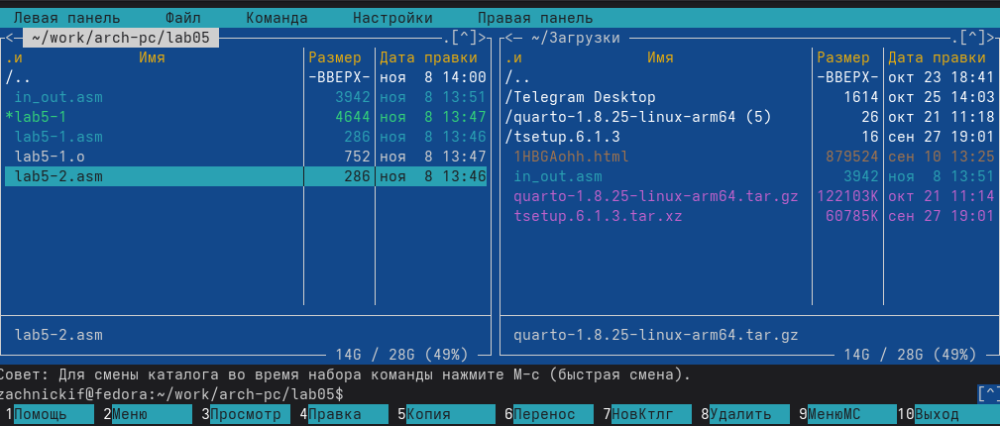 Левая панель Файл Команда Настройки Правая панель
<─ ~/work/arch-pc/lab05 .[^]> <─ ~/Загрузки .[^]>
.и Имя Размер Дата правки .и Имя Размер Дата правки
/.. -ВВЕРХ- ноя 8 14:00 /.. -ВВЕРХ- окт 23 18:41
in_out.asm 3942 ноя 8 13:51 /Telegram Desktop 1614 окт 25 14:03
*lab5-1 4644 ноя 8 13:47 /quarto-1.8.25-linux-arm64 (5) 26 окт 21 11:18
lab5-1.asm 286 ноя 8 13:46 /tsetup.6.1.3 16 сен 27 19:01
lab5-1.o 752 ноя 8 13:47 1HBGAohh.html 879524 сен 10 13:25
lab5-2.asm 286 ноя 8 13:46 in_out.asm 3942 ноя 8 13:51
quarto-1.8.25-linux-arm64.tar.gz 122103K окт 21 11:14
tsetup.6.1.3.tar.xz 60785K сен 27 19:01
lab5-2.asm quarto-1.8.25-linux-arm64.tar.gz
14G / 28G (49%) 14G / 28G (49%)
Совет: Для смены каталога во время набора команды нажмите M-c (быстрая смена).
zachnickif@fedora:~/work/arch-pc/lab05$ [^]
1Помощь 2Меню 3Просмотр 4Правка 5Копия 6Перенос 7НовКтлг 8Удалить 9МенюMC 10Выход